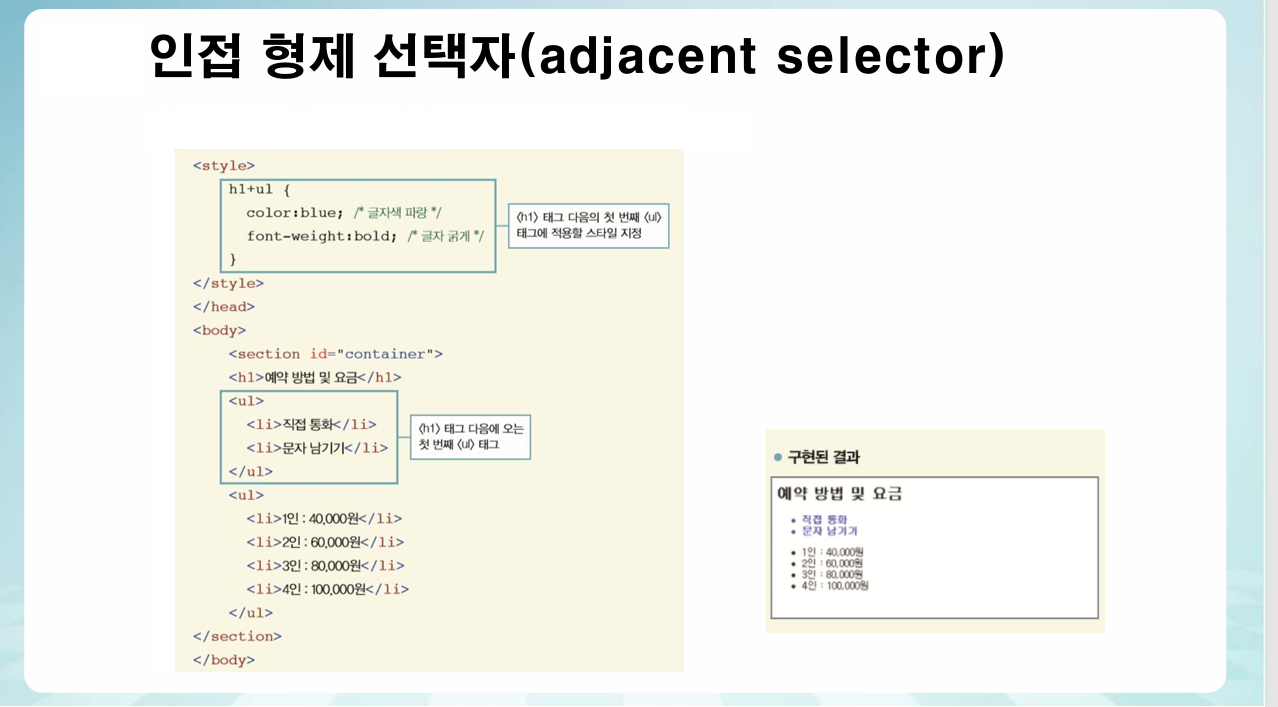 인접 형제 선택자(adjacent selector)
<style>
h1+ul {
color:blue; /* 글자색 파랑 */
font-weight:bold; /* 글자 굵게 */
}
<h1> 태그 다음의 첫 번째 <ul>
태그에 적용할 스타일 지정
</style>
</head>
<body>
<section id="container">
<h1>예약 방법 및 요금</h1>
<ul>
<li>직접 통화</li>
<li>문자 남기기</li>
</ul>
<h1> 태그 다음에 오는
첫 번째 <ul> 태그
<ul>
<li>1인 : 40,000원</li>
<li>2인 : 60,000원</li>
<li>3인 : 80,000원</li>
<li>4인 : 100,000원</li>
</ul>
</section>
</body>
● 구현된 결과
예약 방법 및 요금
• 직접 통화
• 문자 남기기
• 1인 : 40,000원
• 2인 : 60,000원
• 3인 : 80,000원
• 4인 : 100,000원